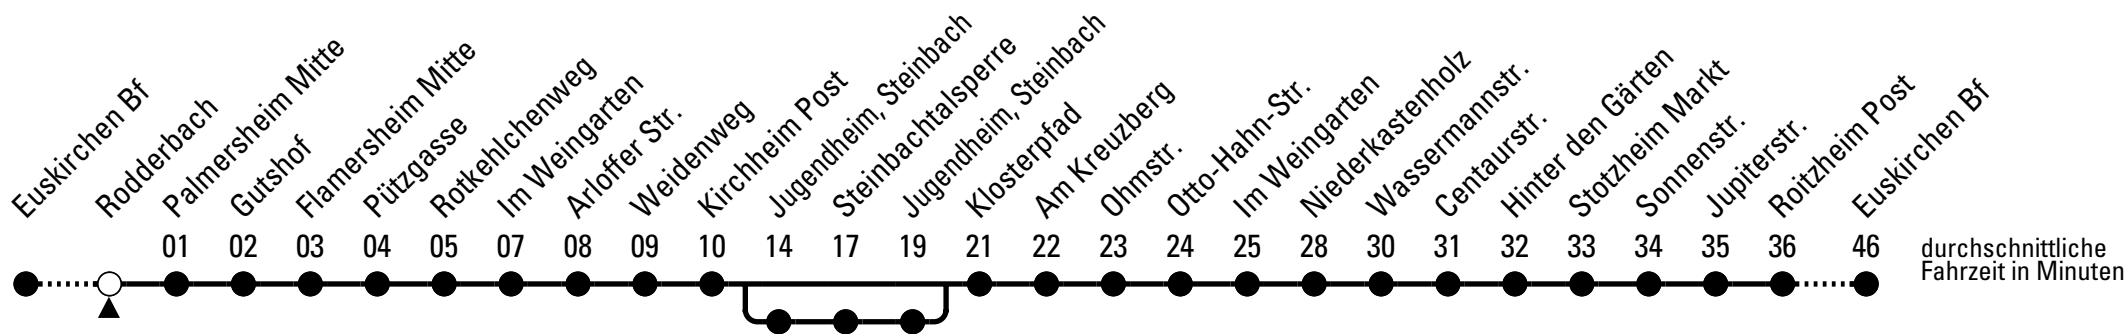 Euskirchen Bf
Rodderbach
Palmersheim Mitte
Gutshof
Flamersheim Mitte
Pützgasse
Rotkehlchenweg
Im Weingarten
Arloffer Str.
Weidenweg
Kirchheim Post
Jugendheim, Steinbach
Steinbachtalsperre
Jugendheim, Steinbach
Klosterpfad
Am Kreuzberg
Ohmstr.
Otto-Hahn-Str.
Im Weingarten
Niederkastenholz
Wassermannstr.
Centaurstr.
Hinter den Gärten
Stotzheim Markt
Sonnenstr.
Jupiterstr.
Roitzheim Post
Euskirchen Bf
01 02 03 04 05 07 08 09 10 14 17 19 21 22 23 24 25 28 30 31 32 33 34 35 36 46
durchschnittliche
Fahrzeit in Minuten